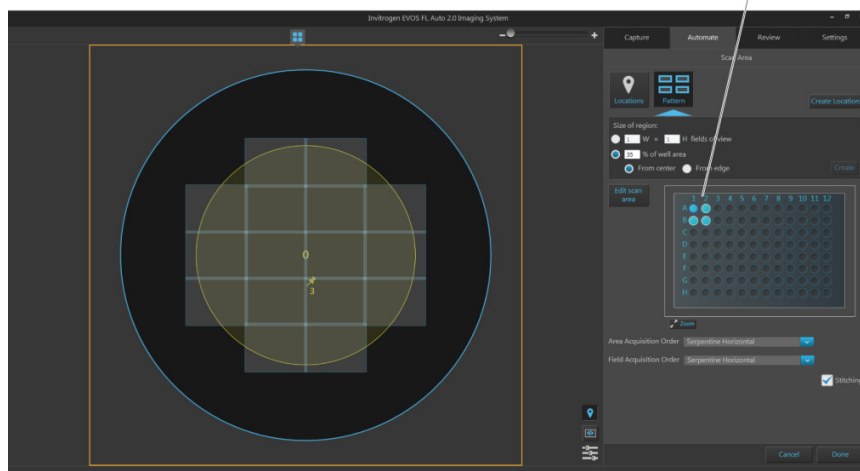 Invitrogen EVOS FL Auto 2.0 Imaging System
Capture Automate Review Settings
Scan Area
Locations Pattern Create Location
Size of region:
1 W × 1 H fields of view
35 % of well area
From center From edge Create
Edit scan
area
1 2 3 4 5 6 7 8 9 10 11 12
A
B
C
D
E
F
G
H
0
3
Zoom
Area Acquisition Order Serpentine Horizontal
Field Acquisition Order Serpentine Horizontal
Stitching
Cancel Done